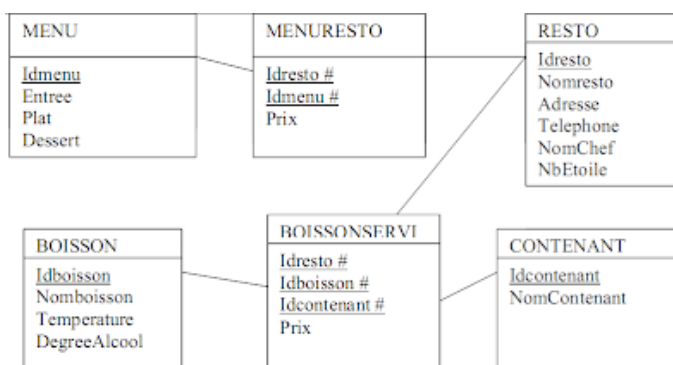 MENU
Idmenu
Entree
Plat
Dessert
MENURESTO
Idresto #
Idmenu #
Prix
RESTO
Idresto
Nomresto
Adresse
Telephone
NomChef
NbEtoile
BOISSON
Idboisson
Nomboisson
Temperature
DegreeAlcool
BOISSONSERVI
Idresto #
Idboisson #
Idcontenant #
Prix
CONTENANT
Idcontenant
NomContenant